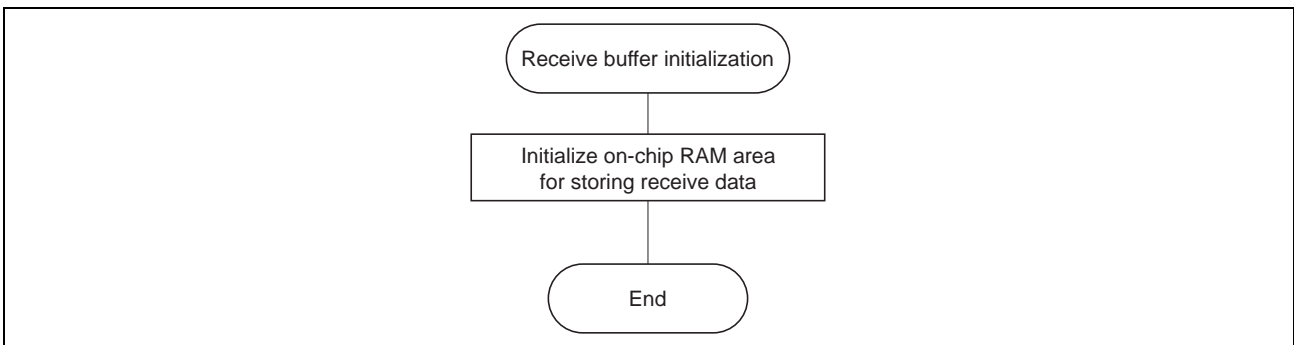 Receive buffer initialization
Initialize on-chip RAM area
for storing receive data
End